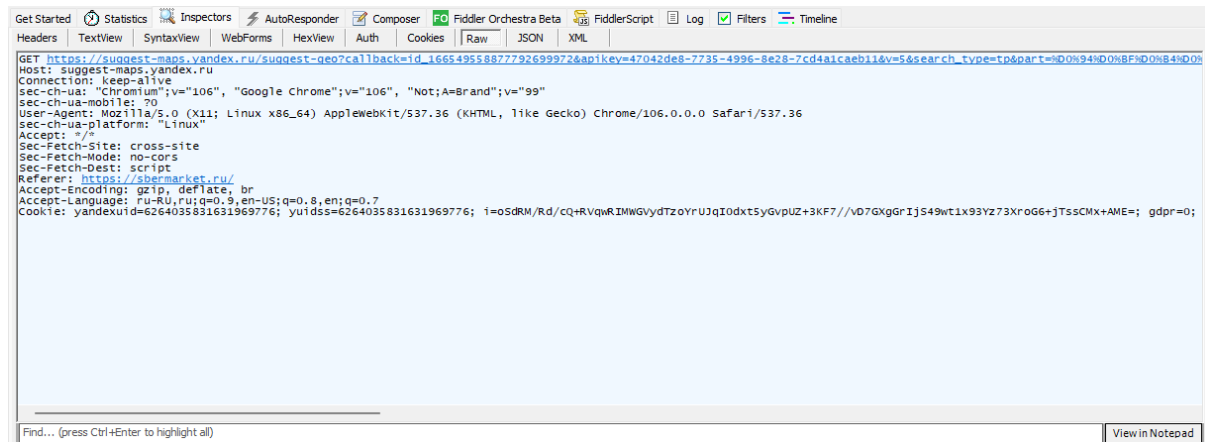 Get Started Statistics Inspectors AutoResponder Composer FO Fiddler Orchestra Beta FiddlerScript Log Filters Timeline
Headers TextView SyntaxView WebForms HexView Auth Cookies Raw JSON XML
GET https://suggest-maps.yandex.ru/suggest-geo?callback=id_166549558877792699972&apikey=47042de8-7735-4996-8e28-7cd4a1caeb11&v=5&search_type=tp&part=%D0%94%D0%BF%D0%B4%D0%
Host: suggest-maps.yandex.ru
Connection: keep-alive
sec-ch-ua: "Chromium";v="106", "Google Chrome";v="106", "Not;A=Brand";v="99"
sec-ch-ua-mobile: ?0
User-Agent: Mozilla/5.0 (X11; Linux x86_64) AppleWebKit/537.36 (KHTML, like Gecko) Chrome/106.0.0.0 Safari/537.36
sec-ch-ua-platform: "Linux"
Accept: */*
Sec-Fetch-Site: cross-site
Sec-Fetch-Mode: no-cors
Sec-Fetch-Dest: script
Referer: https://sbermarket.ru/
Accept-Encoding: gzip, deflate, br
Accept-Language: ru-RU,ru;q=0.9,en-US;q=0.8,en;q=0.7
Cookie: yandexuid=6264035831631969776; yuidss=6264035831631969776; i=oSdRM/Rd/cQ+RVqwRIMWGVydTzoYrUJqI0dxt5yGvpUZ+3KF7//vD7GXgGrIjS49wt1x93Yz73XroG6+jTssCMx+AME=; gdpr=0;
Find... (press Ctrl+Enter to highlight all) View in Notepad